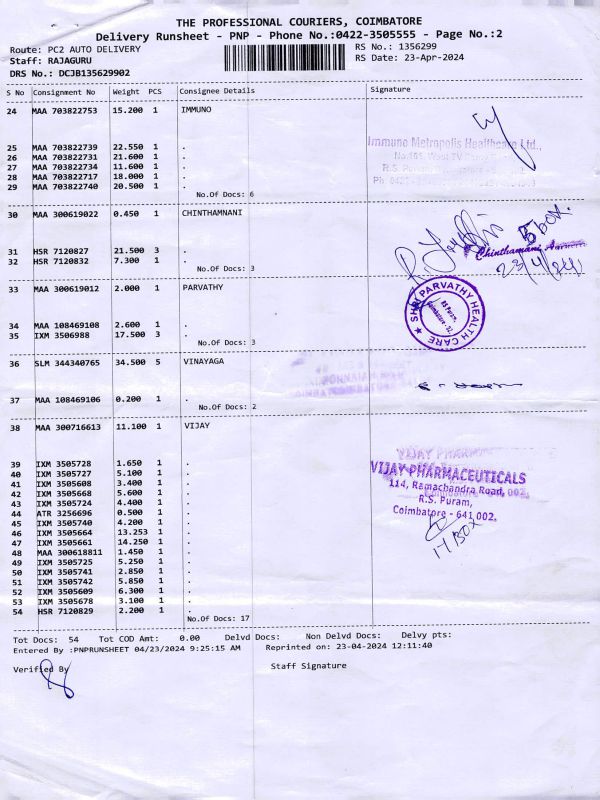 THE PROFESSIONAL COURIERS, COIMBATORE
Delivery Runsheet - PNP - Phone No.:0422-3505555 - Page No.:2
Route: PC2 AUTO DELIVERY
RS No.: 1356299
Staff: RAJAGURU
RS Date: 23-Apr-2024
DRS No.: DCJB135629902
S No Consignment No Weight PCS Consignee Details Signature
24 MAA 703822753 15.200 1 IMMUNO
25 MAA 703822739 22.550 1 .
26 MAA 703822731 21.600 1 .
27 MAA 703822734 11.600 1 .
28 MAA 703822717 18.000 1 .
29 MAA 703822740 20.500 1 .
No.Of Docs: 6
Immuno Metropolis Healthcare Ltd.,
30 MAA 300619022 0.450 1 CHINTHAMNANI
31 HSR 7120827 21.500 3 .
32 HSR 7120832 7.300 1 .
No.Of Docs: 3
5 box.
Chinthamani
23/4/24
33 MAA 300619012 2.000 1 PARVATHY
34 MAA 108469108 2.600 1 .
35 IXM 3506988 17.500 3 .
No.Of Docs: 3
SHRI PARVATHY HEALTH CARE
RS Puram,
Coimbatore
36 SLM 344340765 34.500 5 VINAYAGA
37 MAA 108469106 0.200 1 .
No.Of Docs: 2
38 MAA 300716613 11.100 1 VIJAY
39 IXM 3505728 1.650 1 .
40 IXM 3505727 5.100 1 .
41 IXM 3505608 3.400 1 .
42 IXM 3505668 5.600 1 .
43 IXM 3505724 4.400 1 .
44 ATR 3256696 0.500 1 .
45 IXM 3505740 4.200 1 .
46 IXM 3505664 13.253 1 .
47 IXM 3505661 14.250 1 .
48 MAA 300618811 1.450 1 .
49 IXM 3505725 5.250 1 .
50 IXM 3505741 2.850 1 .
51 IXM 3505742 5.850 1 .
52 IXM 3505609 6.300 1 .
53 IXM 3505678 3.100 1 .
54 HSR 7120829 2.200 1 .
No.Of Docs: 17
VIJAY PHARM
VIJAY PHARMACEUTICALS
114, Ramachandra Road,
R.S. Puram,
Coimbatore - 641 002.
Tot Docs: 54 Tot COD Amt: 0.00 Delvd Docs: Non Delvd Docs: Delvy pts:
Entered By :PNPRUNSHEET 04/23/2024 9:25:15 AM Reprinted on: 23-04-2024 12:11:40
Verified By
Staff Signature